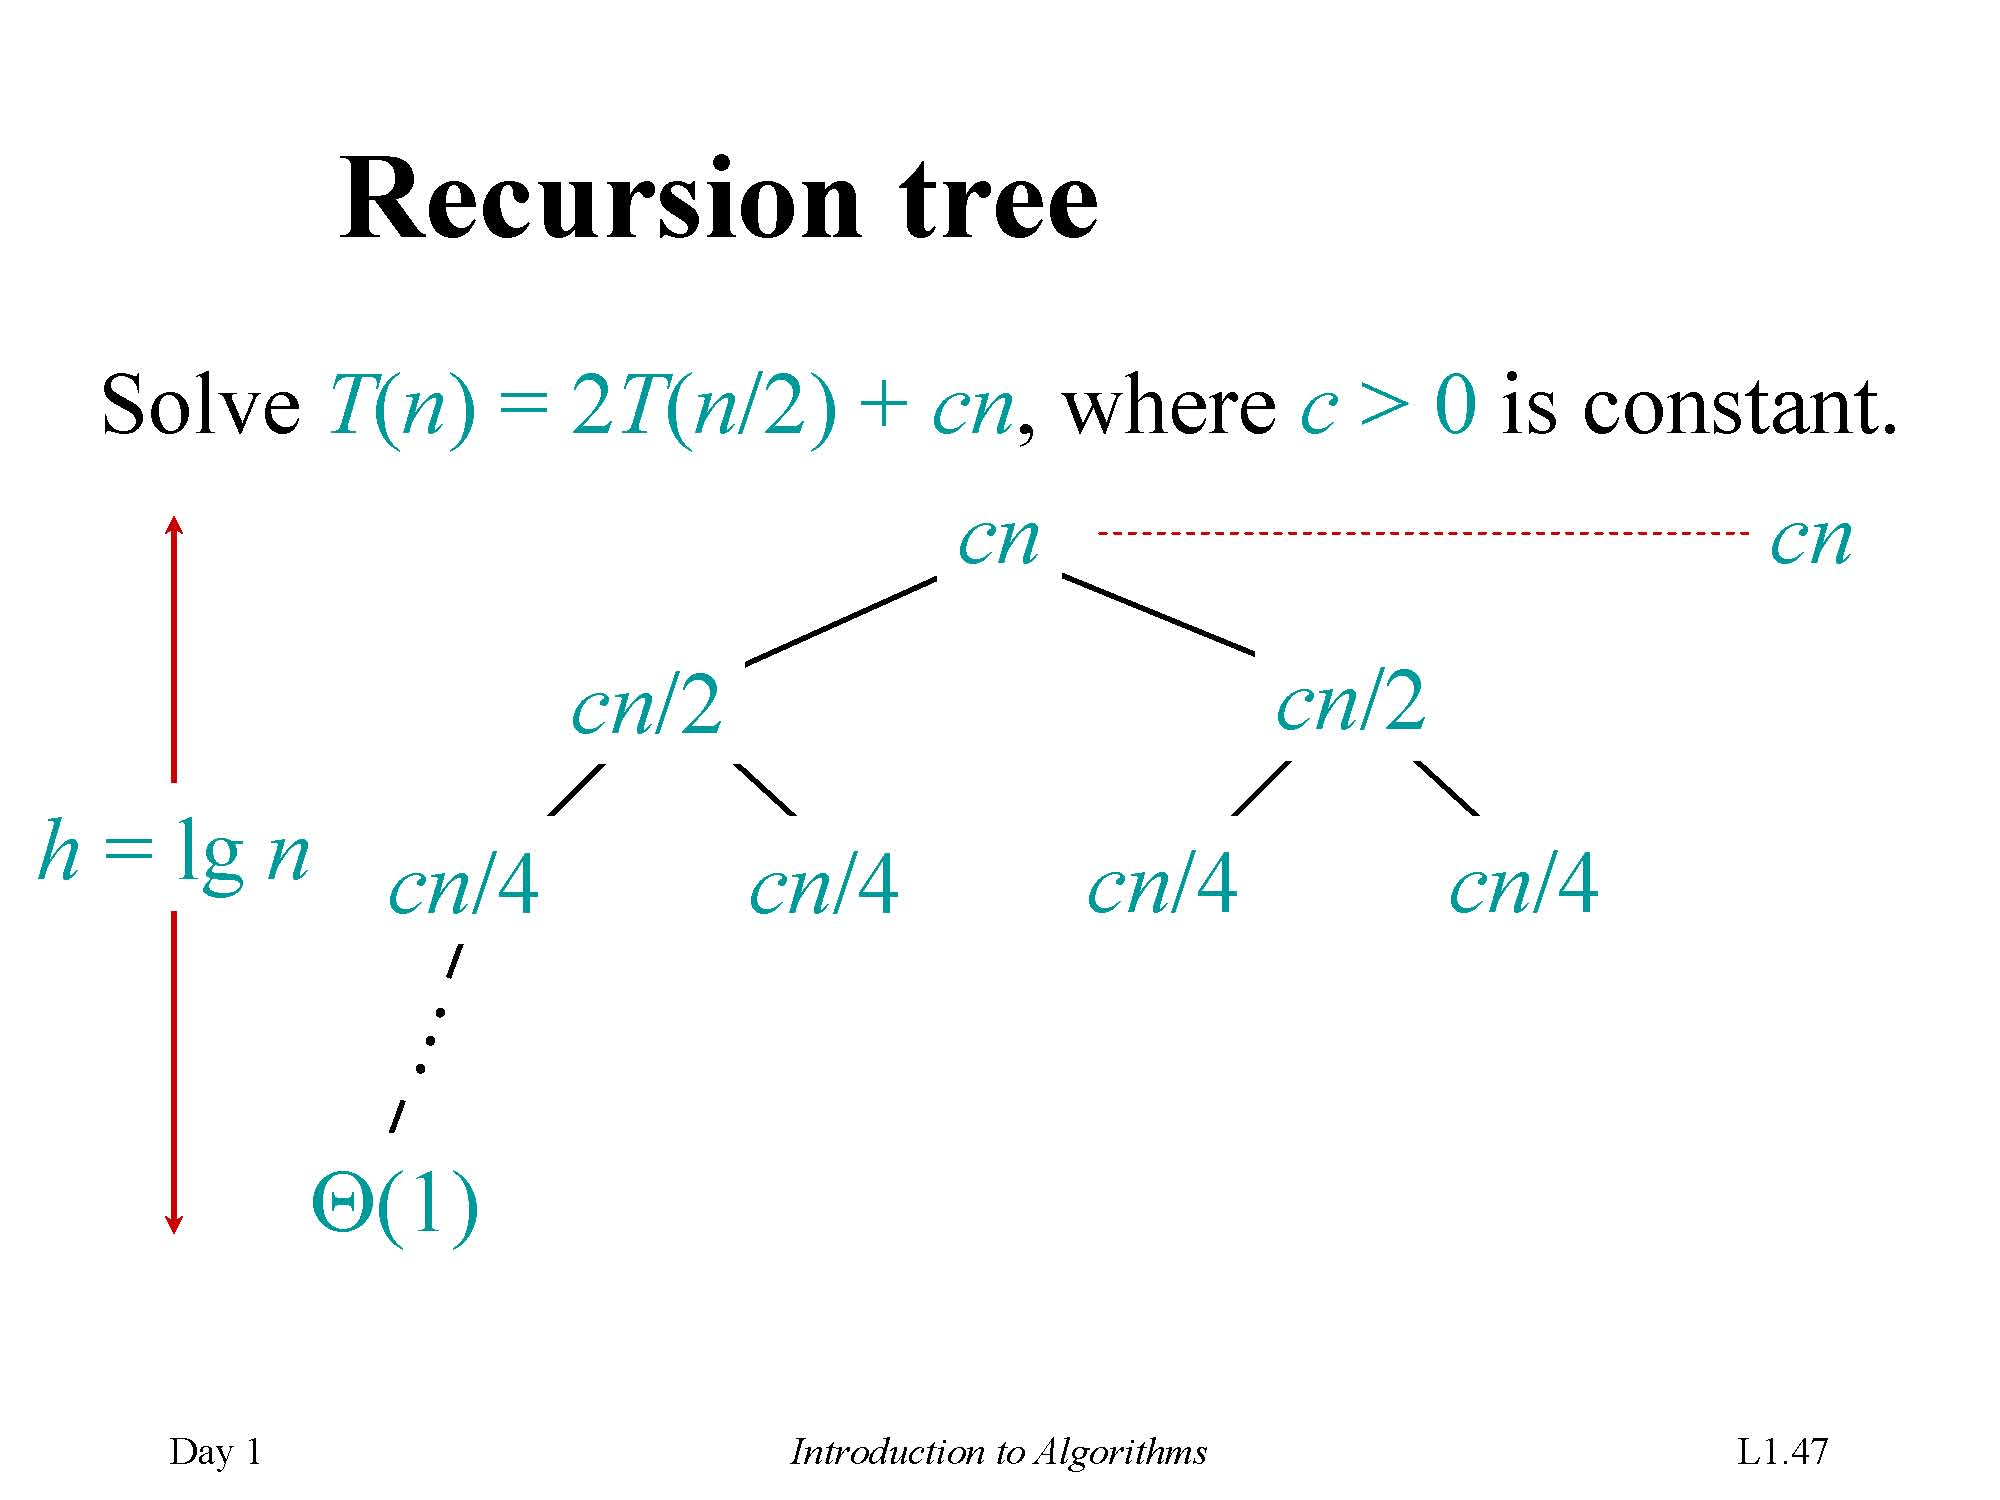 Recursion tree
Solve T(n) = 2T(n/2) + cn, where c > 0 is constant.
cn cn
cn/2 cn/2
h = lg n
cn/4 cn/4 cn/4 cn/4
Θ(1)
Day 1 Introduction to Algorithms L1.47